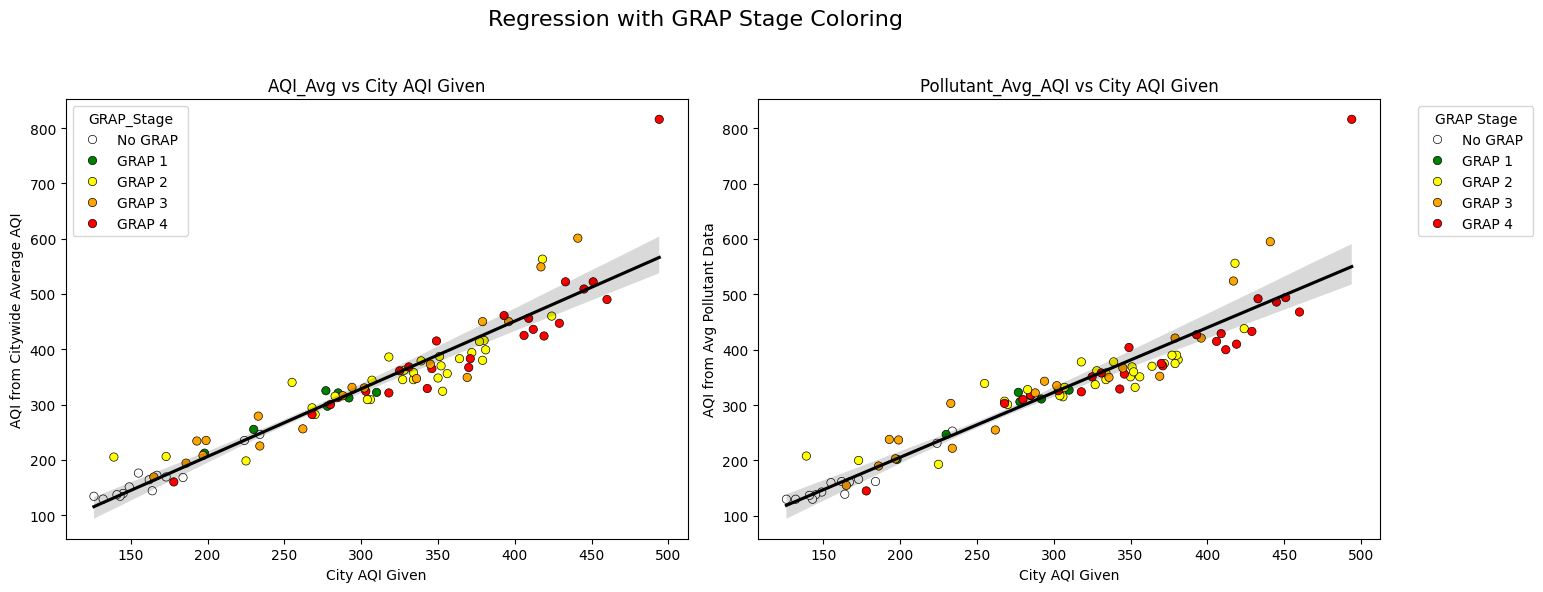 Regression with GRAP Stage Coloring
AQI_Avg vs City AQI Given
AQI from Citywide Average AQI
800
700
600
500
400
300
200
100
GRAP_Stage
No GRAP
GRAP 1
GRAP 2
GRAP 3
GRAP 4
150 200 250 300 350 400 450 500
City AQI Given
Pollutant_Avg_AQI vs City AQI Given
AQI from Avg Pollutant Data
800
700
600
500
400
300
200
100
150 200 250 300 350 400 450 500
City AQI Given
GRAP Stage
No GRAP
GRAP 1
GRAP 2
GRAP 3
GRAP 4